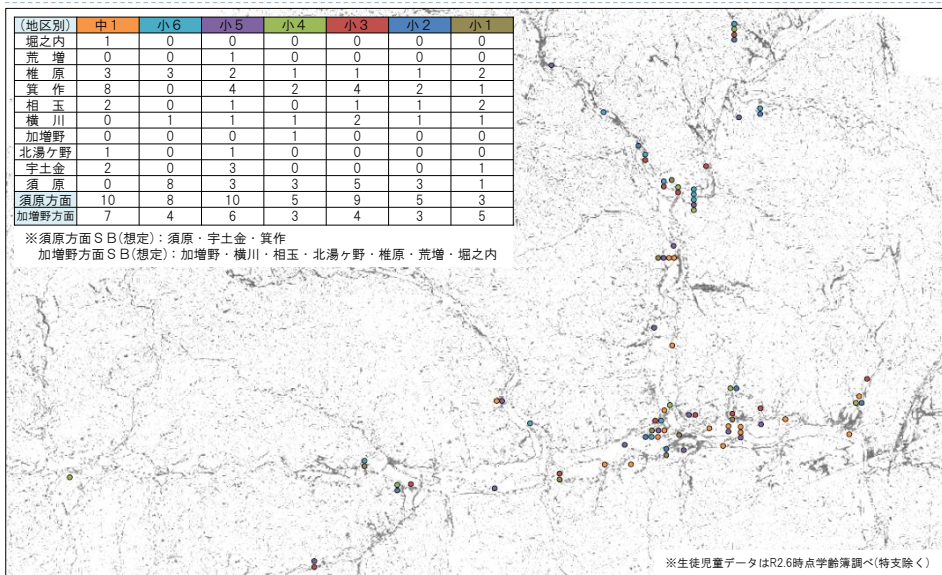 (地区別) 中1 小6 小5 小4 小3 小2 小1
堀之内 1 0 0 0 0 0 0
荒増 0 0 1 0 0 0 0
椎原 3 3 2 1 1 1 2
箕作 8 0 4 2 4 2 1
相玉 2 0 1 0 1 1 2
横川 0 1 1 1 2 1 1
加増野 0 0 0 1 0 0 0
北湯ケ野 1 0 1 0 0 0 0
宇土金 2 0 3 0 0 0 1
須原 0 8 3 3 5 3 1
須原方面 10 8 10 5 9 5 3
加増野方面 7 4 6 3 4 3 5
※須原方面SB(想定):須原・宇土金・箕作
加増野方面SB(想定):加増野・横川・相玉・北湯ヶ野・椎原・荒増・堀之内
※生徒児童データはR2.6時点学齢簿調べ(特支除く)